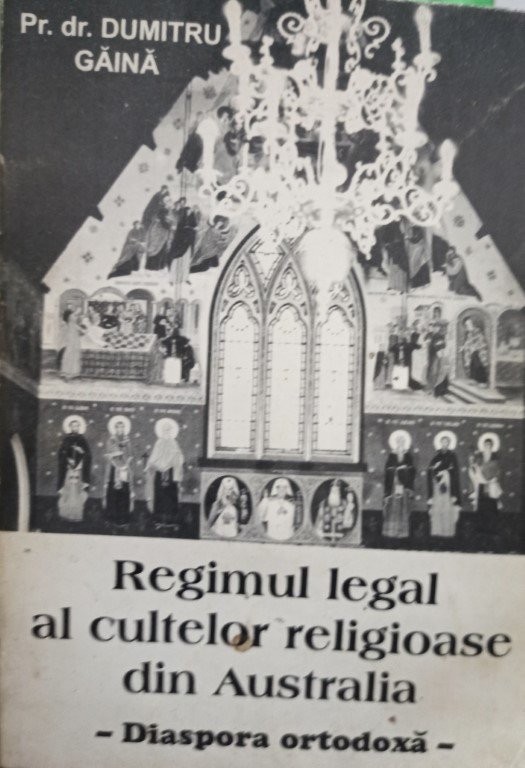 Pr. dr. DUMITRU
GĂINĂ
Regimul legal
al cultelor religioase
din Australia
- Diaspora ortodoxă -